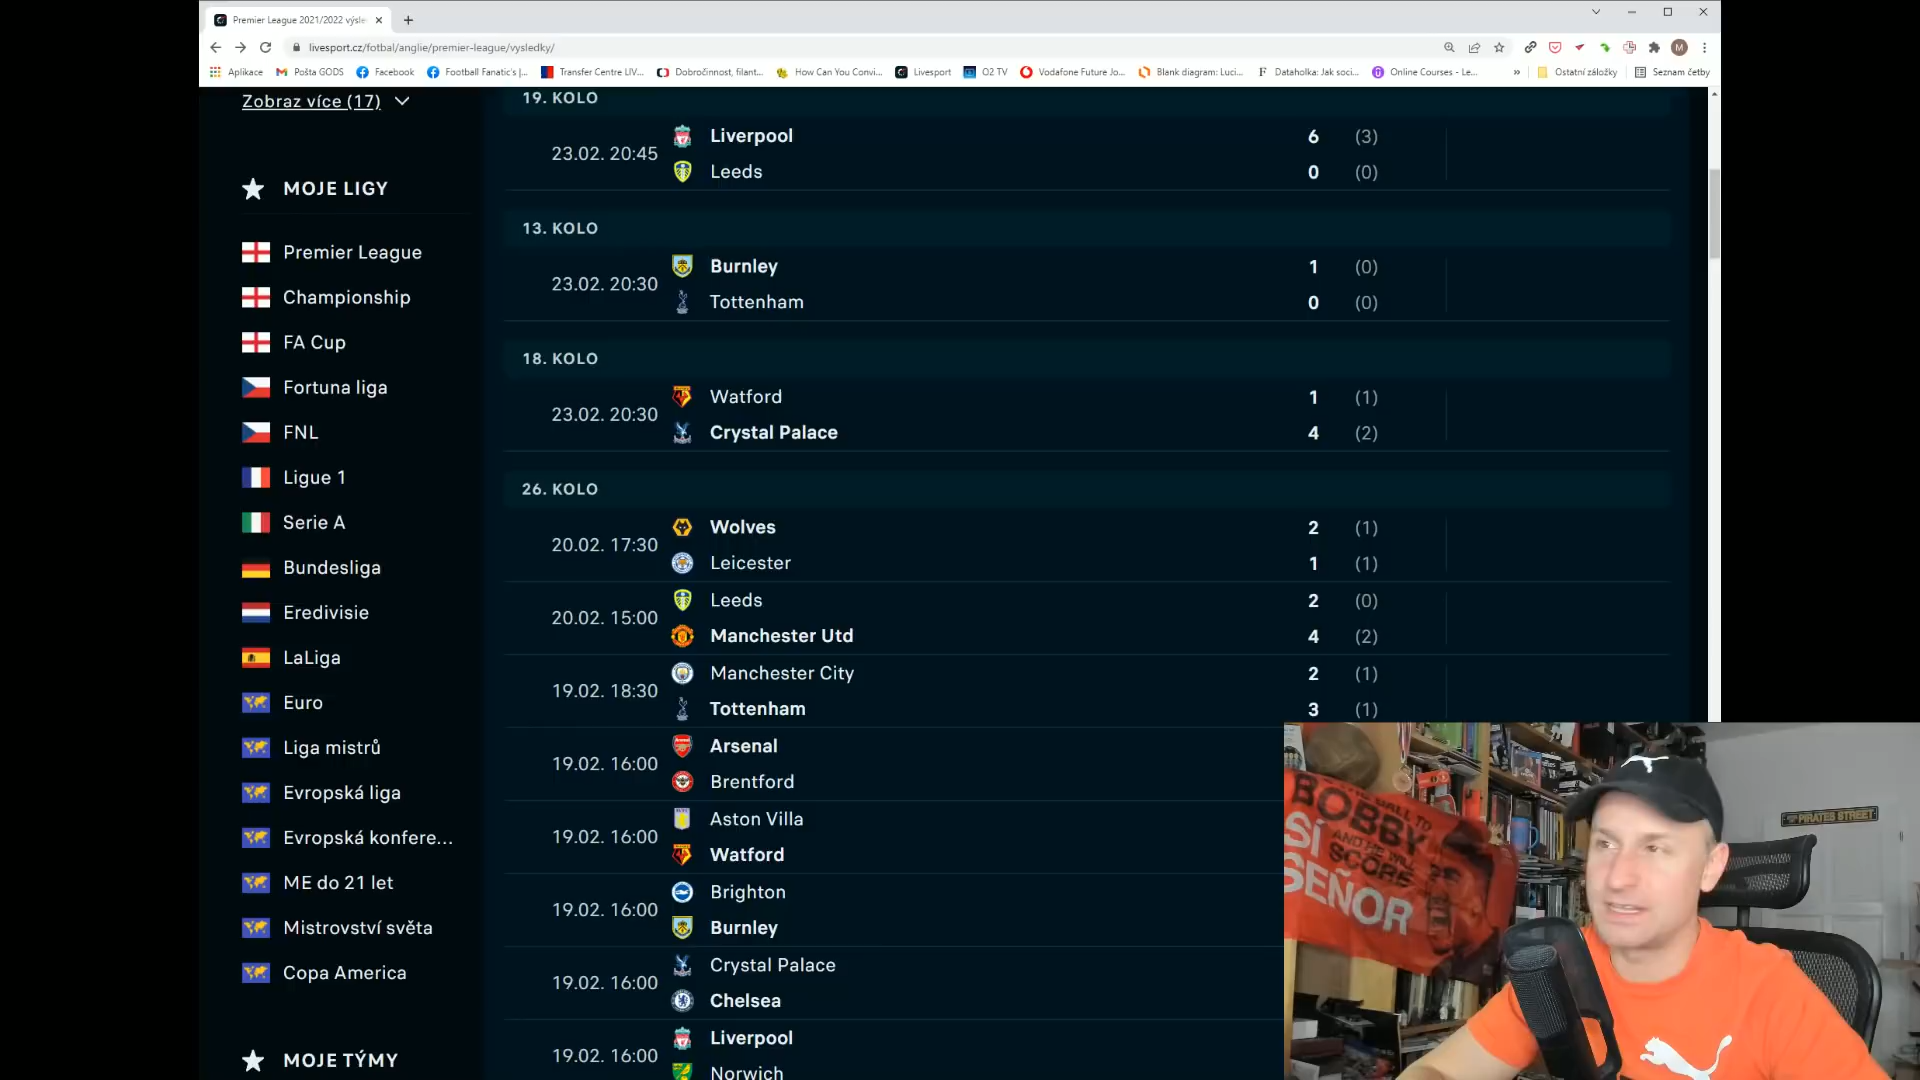 Premier League 2021/2022 výsle
livesport.cz/fotbal/anglie/premier-league/vysledky/
M
Aplikace
Pošta GODS
Facebook
Football Fanatic's |...
Transfer Centre LIV...
Dobročinnost, filant...
How Can You Convi...
Livesport
O2 TV
Vodafone Future Jo...
Blank diagram: Luci...
Dataholka: Jak soci...
Online Courses - Le...
»
Ostatní záložky
Seznam četby
Zobraz více (17)
MOJE LIGY
Premier League
Championship
FA Cup
Fortuna liga
FNL
Ligue 1
Serie A
Bundesliga
Eredivisie
LaLiga
Euro
Liga mistrů
Evropská liga
Evropská konfere...
ME do 21 let
Mistrovství světa
Copa America
MOJE TÝMY
19. KOLO
23.02. 20:45
Liverpool 6 (3)
Leeds 0 (0)
13. KOLO
23.02. 20:30
Burnley 1 (0)
Tottenham 0 (0)
18. KOLO
23.02. 20:30
Watford 1 (1)
Crystal Palace 4 (2)
26. KOLO
20.02. 17:30
Wolves 2 (1)
Leicester 1 (1)
20.02. 15:00
Leeds 2 (0)
Manchester Utd 4 (2)
19.02. 18:30
Manchester City 2 (1)
Tottenham 3 (1)
19.02. 16:00
Arsenal
Brentford
19.02. 16:00
Aston Villa
Watford
19.02. 16:00
Brighton
Burnley
19.02. 16:00
Crystal Palace
Chelsea
19.02. 16:00
Liverpool
Norwich
BALL TO
BOBBY
AND HE WILL
SCORE
SÍ
SEÑOR
PIRATES STREET